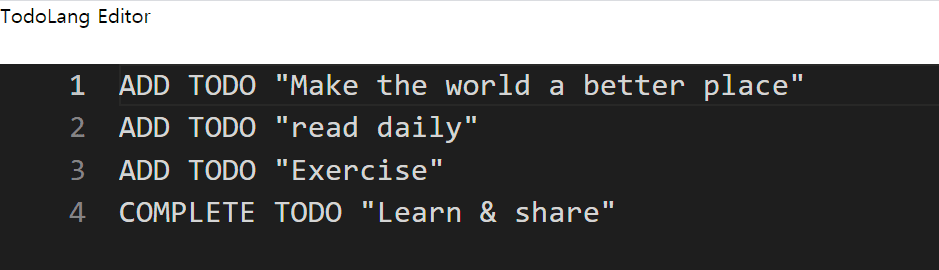 TodoLang Editor
1 ADD TODO "Make the world a better place"
2 ADD TODO "read daily"
3 ADD TODO "Exercise"
4 COMPLETE TODO "Learn & share"